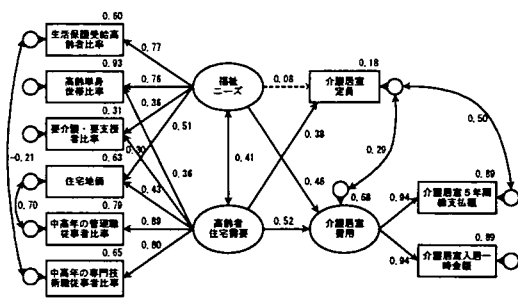 0.60
生活保護受給高
齢者比率
0.93
高齢単身
世帯比率
0.31
要介護・要支援
者比率
0.63
住宅地価
0.79
中高年の管理職
従事者比率
0.65
中高年の専門技
術職従事者比率
-0.21
0.70
0.77
0.76
0.36
0.51
0.30
0.36
0.43
0.89
0.80
福祉
ニーズ
0.41
高齢者
住宅需要
0.08
0.38
0.46
0.52
0.18
介護居室
定員
0.29
0.68
介護居室
費用
0.50
0.94
0.94
0.89
介護居室5年間
総支払額
0.89
介護居室入居一
時金額